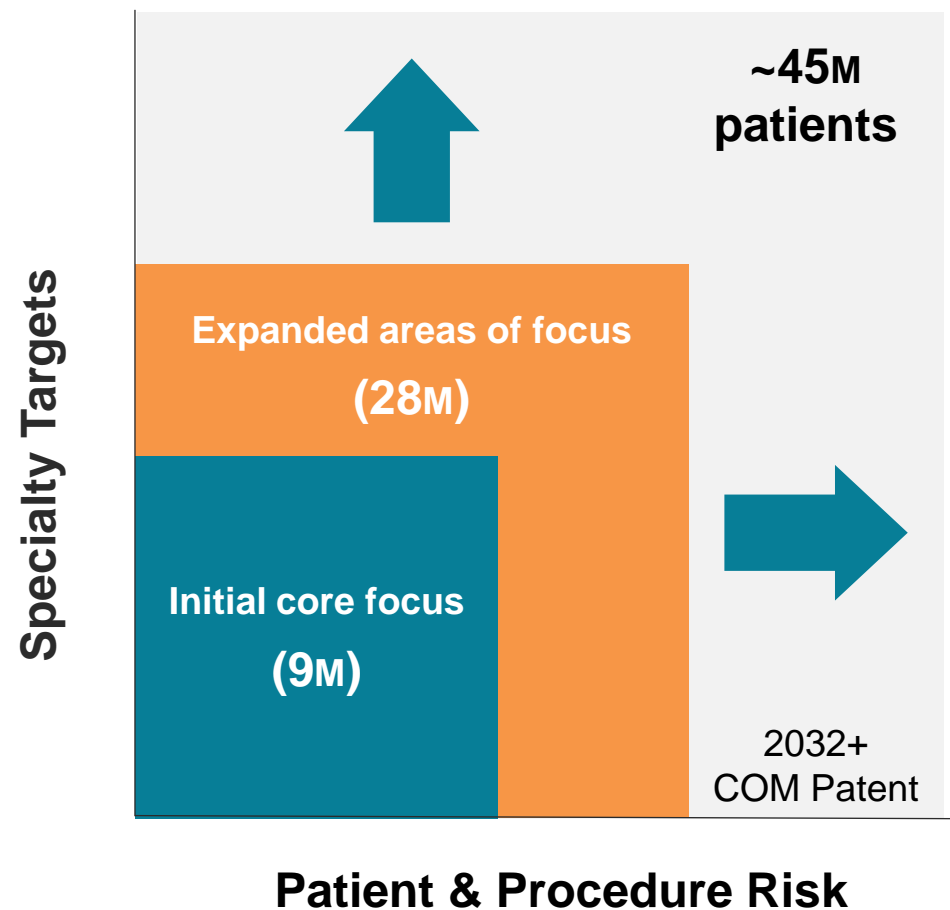 ~45M
patients
Expanded areas of focus
(28M)
Specialty Targets
Initial core focus
(9M)
2032+
COM Patent
Patient & Procedure Risk